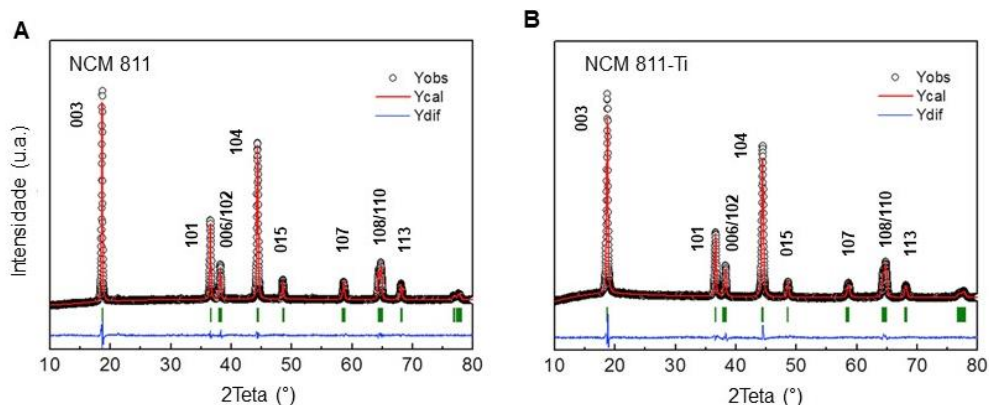 A
NCM 811
Yobs
Ycal
Ydif
003
101
006/102
104
015
107
108/110
113
Intensidade (u.a.)
10 20 30 40 50 60 70 80
2Teta (°)
B
NCM 811-Ti
Yobs
Ycal
Ydif
003
101
006/102
104
015
107
108/110
113
10 20 30 40 50 60 70 80
2Teta (°)